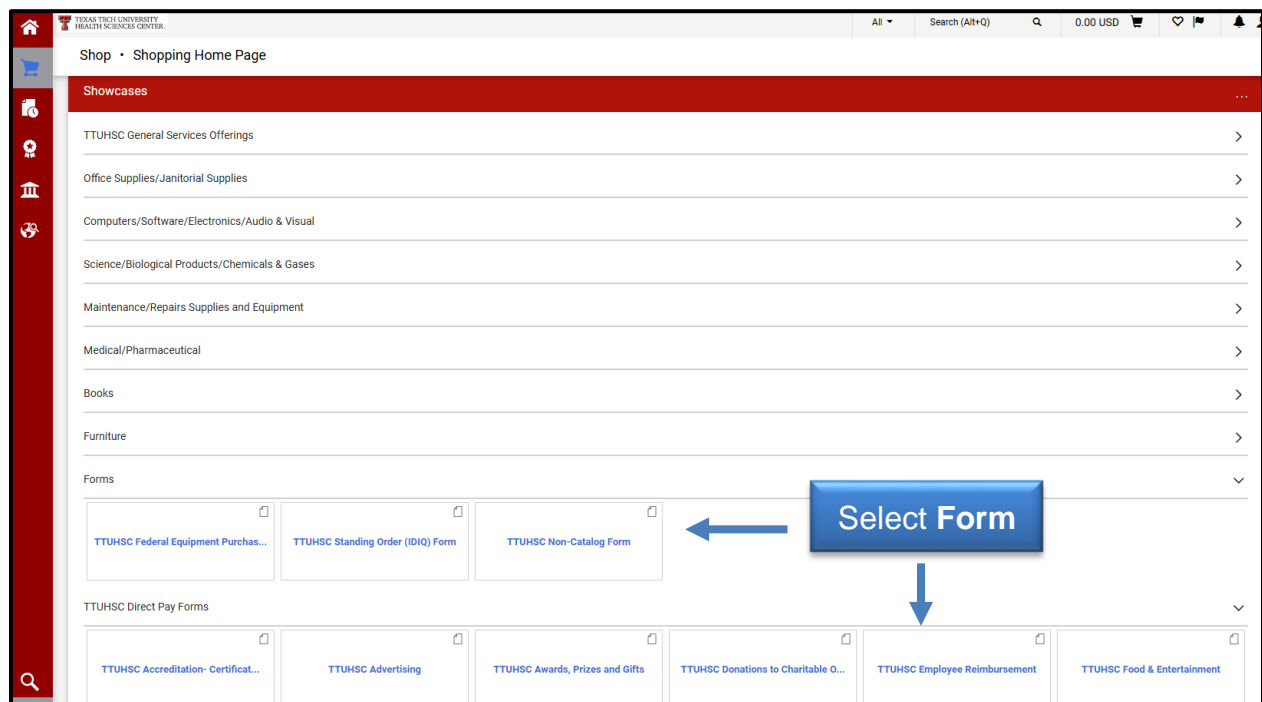 TEXAS TECH UNIVERSITY
HEALTH SCIENCES CENTER.
All
Search (Alt+Q)
0.00 USD
Shop • Shopping Home Page
Showcases
...
TTUHSC General Services Offerings
Office Supplies/Janitorial Supplies
Computers/Software/Electronics/Audio & Visual
Science/Biological Products/Chemicals & Gases
Maintenance/Repairs Supplies and Equipment
Medical/Pharmaceutical
Books
Furniture
Forms
Select Form
TTUHSC Federal Equipment Purchas...
TTUHSC Standing Order (IDIQ) Form
TTUHSC Non-Catalog Form
TTUHSC Direct Pay Forms
TTUHSC Accreditation- Certificat...
TTUHSC Advertising
TTUHSC Awards, Prizes and Gifts
TTUHSC Donations to Charitable O...
TTUHSC Employee Reimbursement
TTUHSC Food & Entertainment